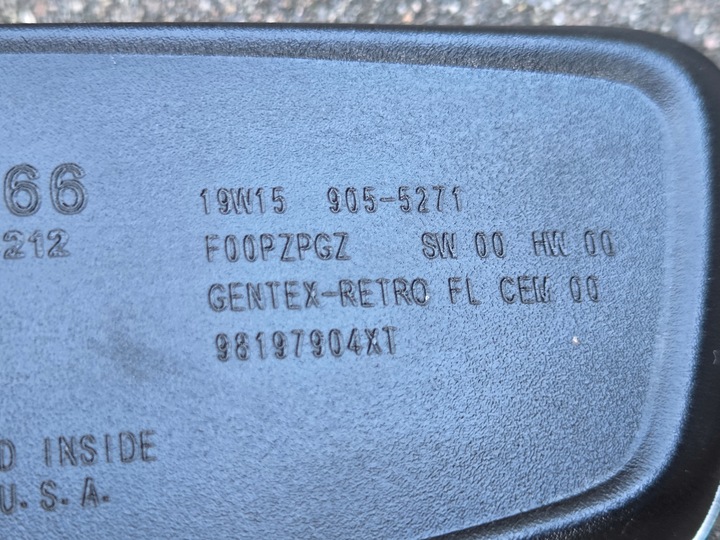 66
19W15 905-5271
212
F00PZPGZ SW 00 HW 00
GENTEX-RETRO FL CEM 00
98197904XT
D INSIDE
U.S.A.